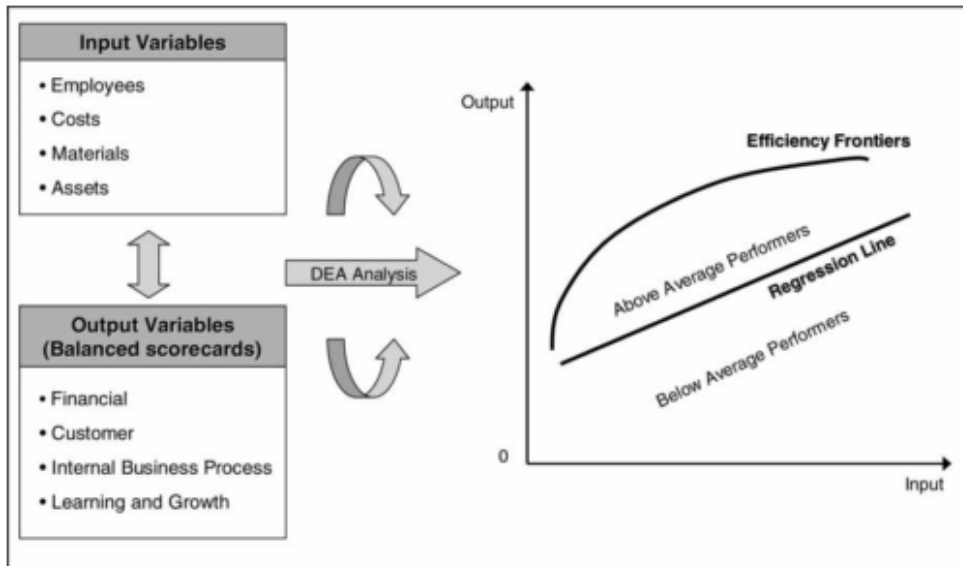 Input Variables
• Employees
• Costs
• Materials
• Assets
Output Variables
(Balanced scorecards)
• Financial
• Customer
• Internal Business Process
• Learning and Growth
DEA Analysis
Output
Efficiency Frontiers
Above Average Performers
Regression Line
Below Average Performers
0
Input